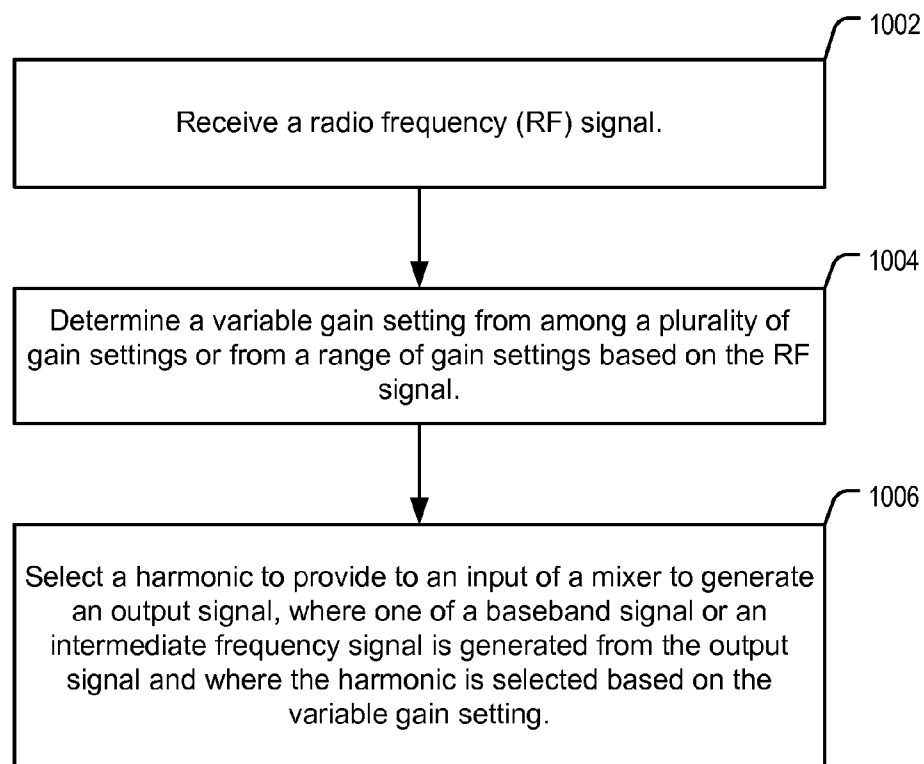 1002
Receive a radio frequency (RF) signal.
1004
Determine a variable gain setting from among a plurality of
gain settings or from a range of gain settings based on the RF
signal.
1006
Select a harmonic to provide to an input of a mixer to generate
an output signal, where one of a baseband signal or an
intermediate frequency signal is generated from the output
signal and where the harmonic is selected based on the
variable gain setting.